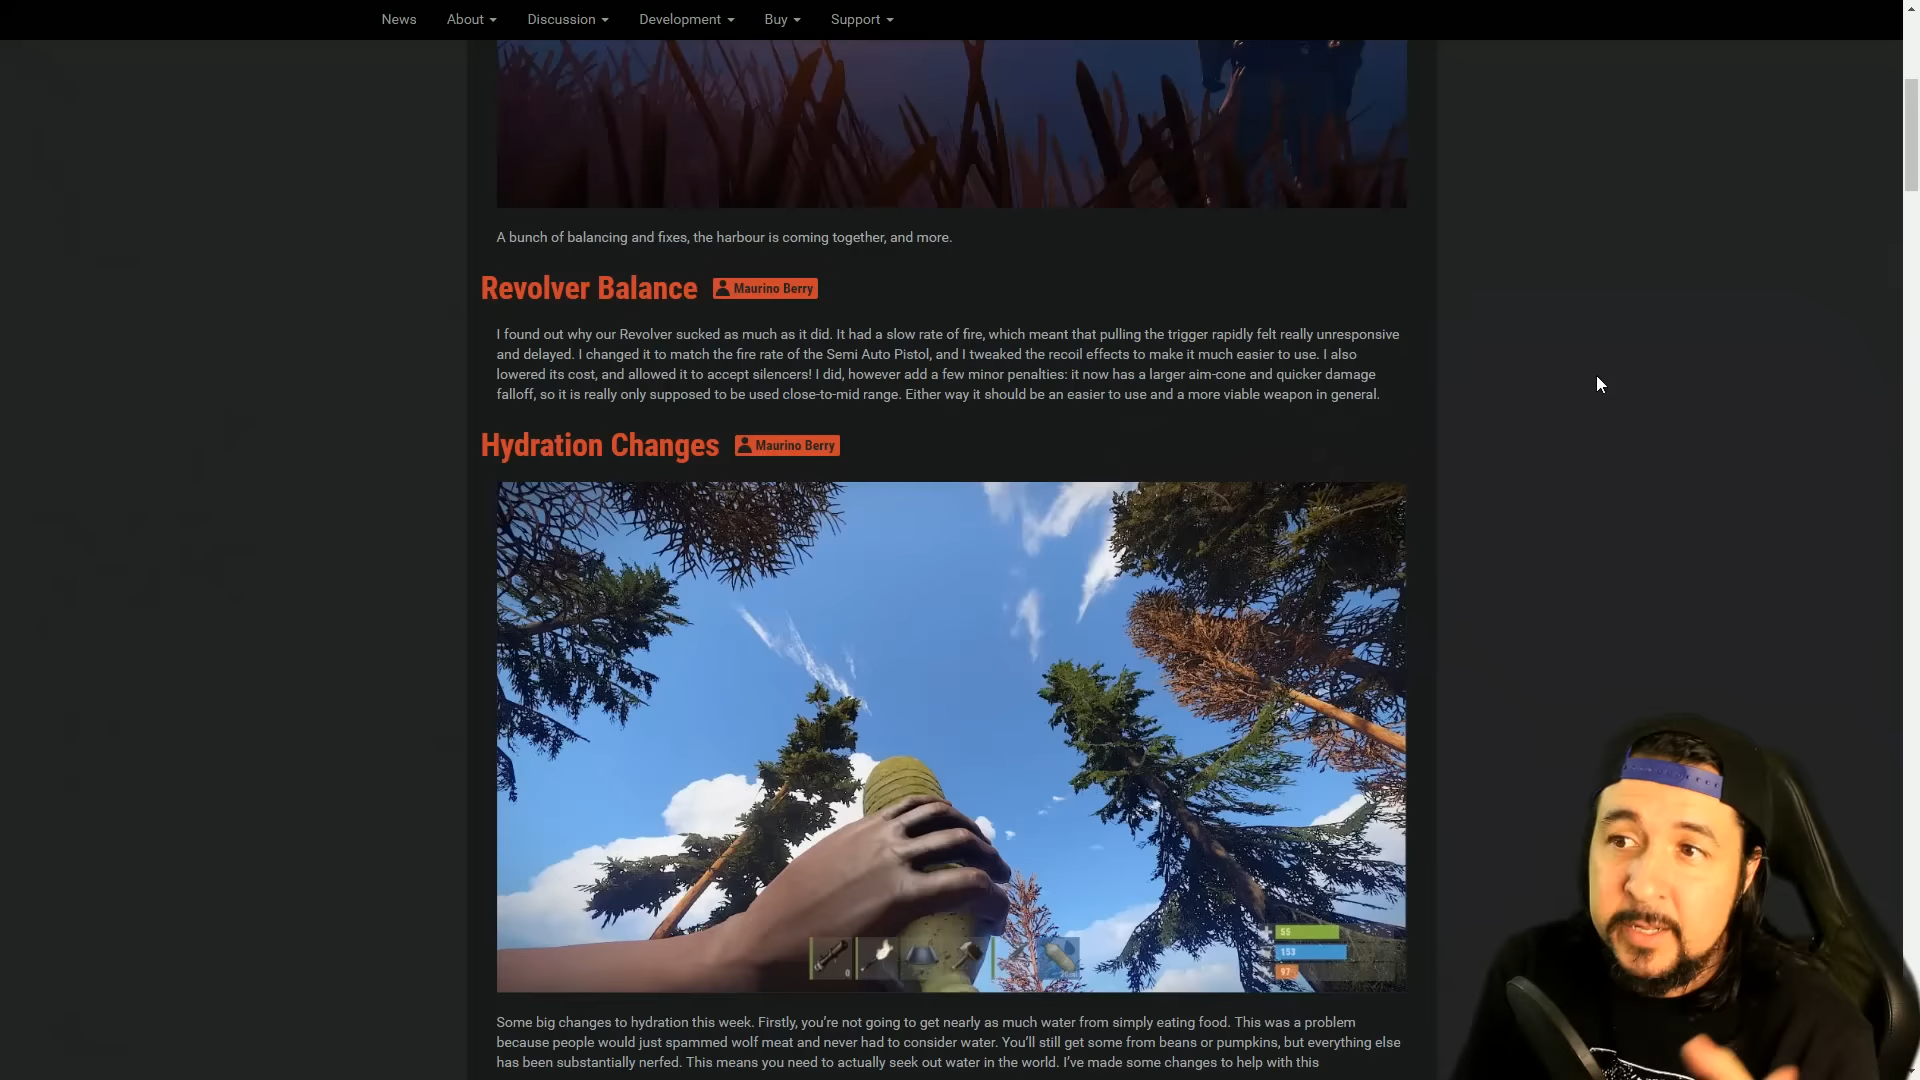 News About Discussion Development Buy Support
A bunch of balancing and fixes, the harbour is coming together, and more.
Revolver Balance Maurino Berry
I found out why our Revolver sucked as much as it did. It had a slow rate of fire, which meant that pulling the trigger rapidly felt really unresponsive
and delayed. I changed it to match the fire rate of the Semi Auto Pistol, and I tweaked the recoil effects to make it much easier to use. I also
lowered its cost, and allowed it to accept silencers! I did, however add a few minor penalties: it now has a larger aim-cone and quicker damage
falloff, so it is really only supposed to be used close-to-mid range. Either way it should be an easier to use and a more viable weapon in general.
Hydration Changes Maurino Berry
55
153
97
0
Some big changes to hydration this week. Firstly, you're not going to get nearly as much water from simply eating food. This was a problem
because people would just spammed wolf meat and never had to consider water. You'll still get some from beans or pumpkins, but everything else
has been substantially nerfed. This means you need to actually seek out water in the world. I've made some changes to help with this